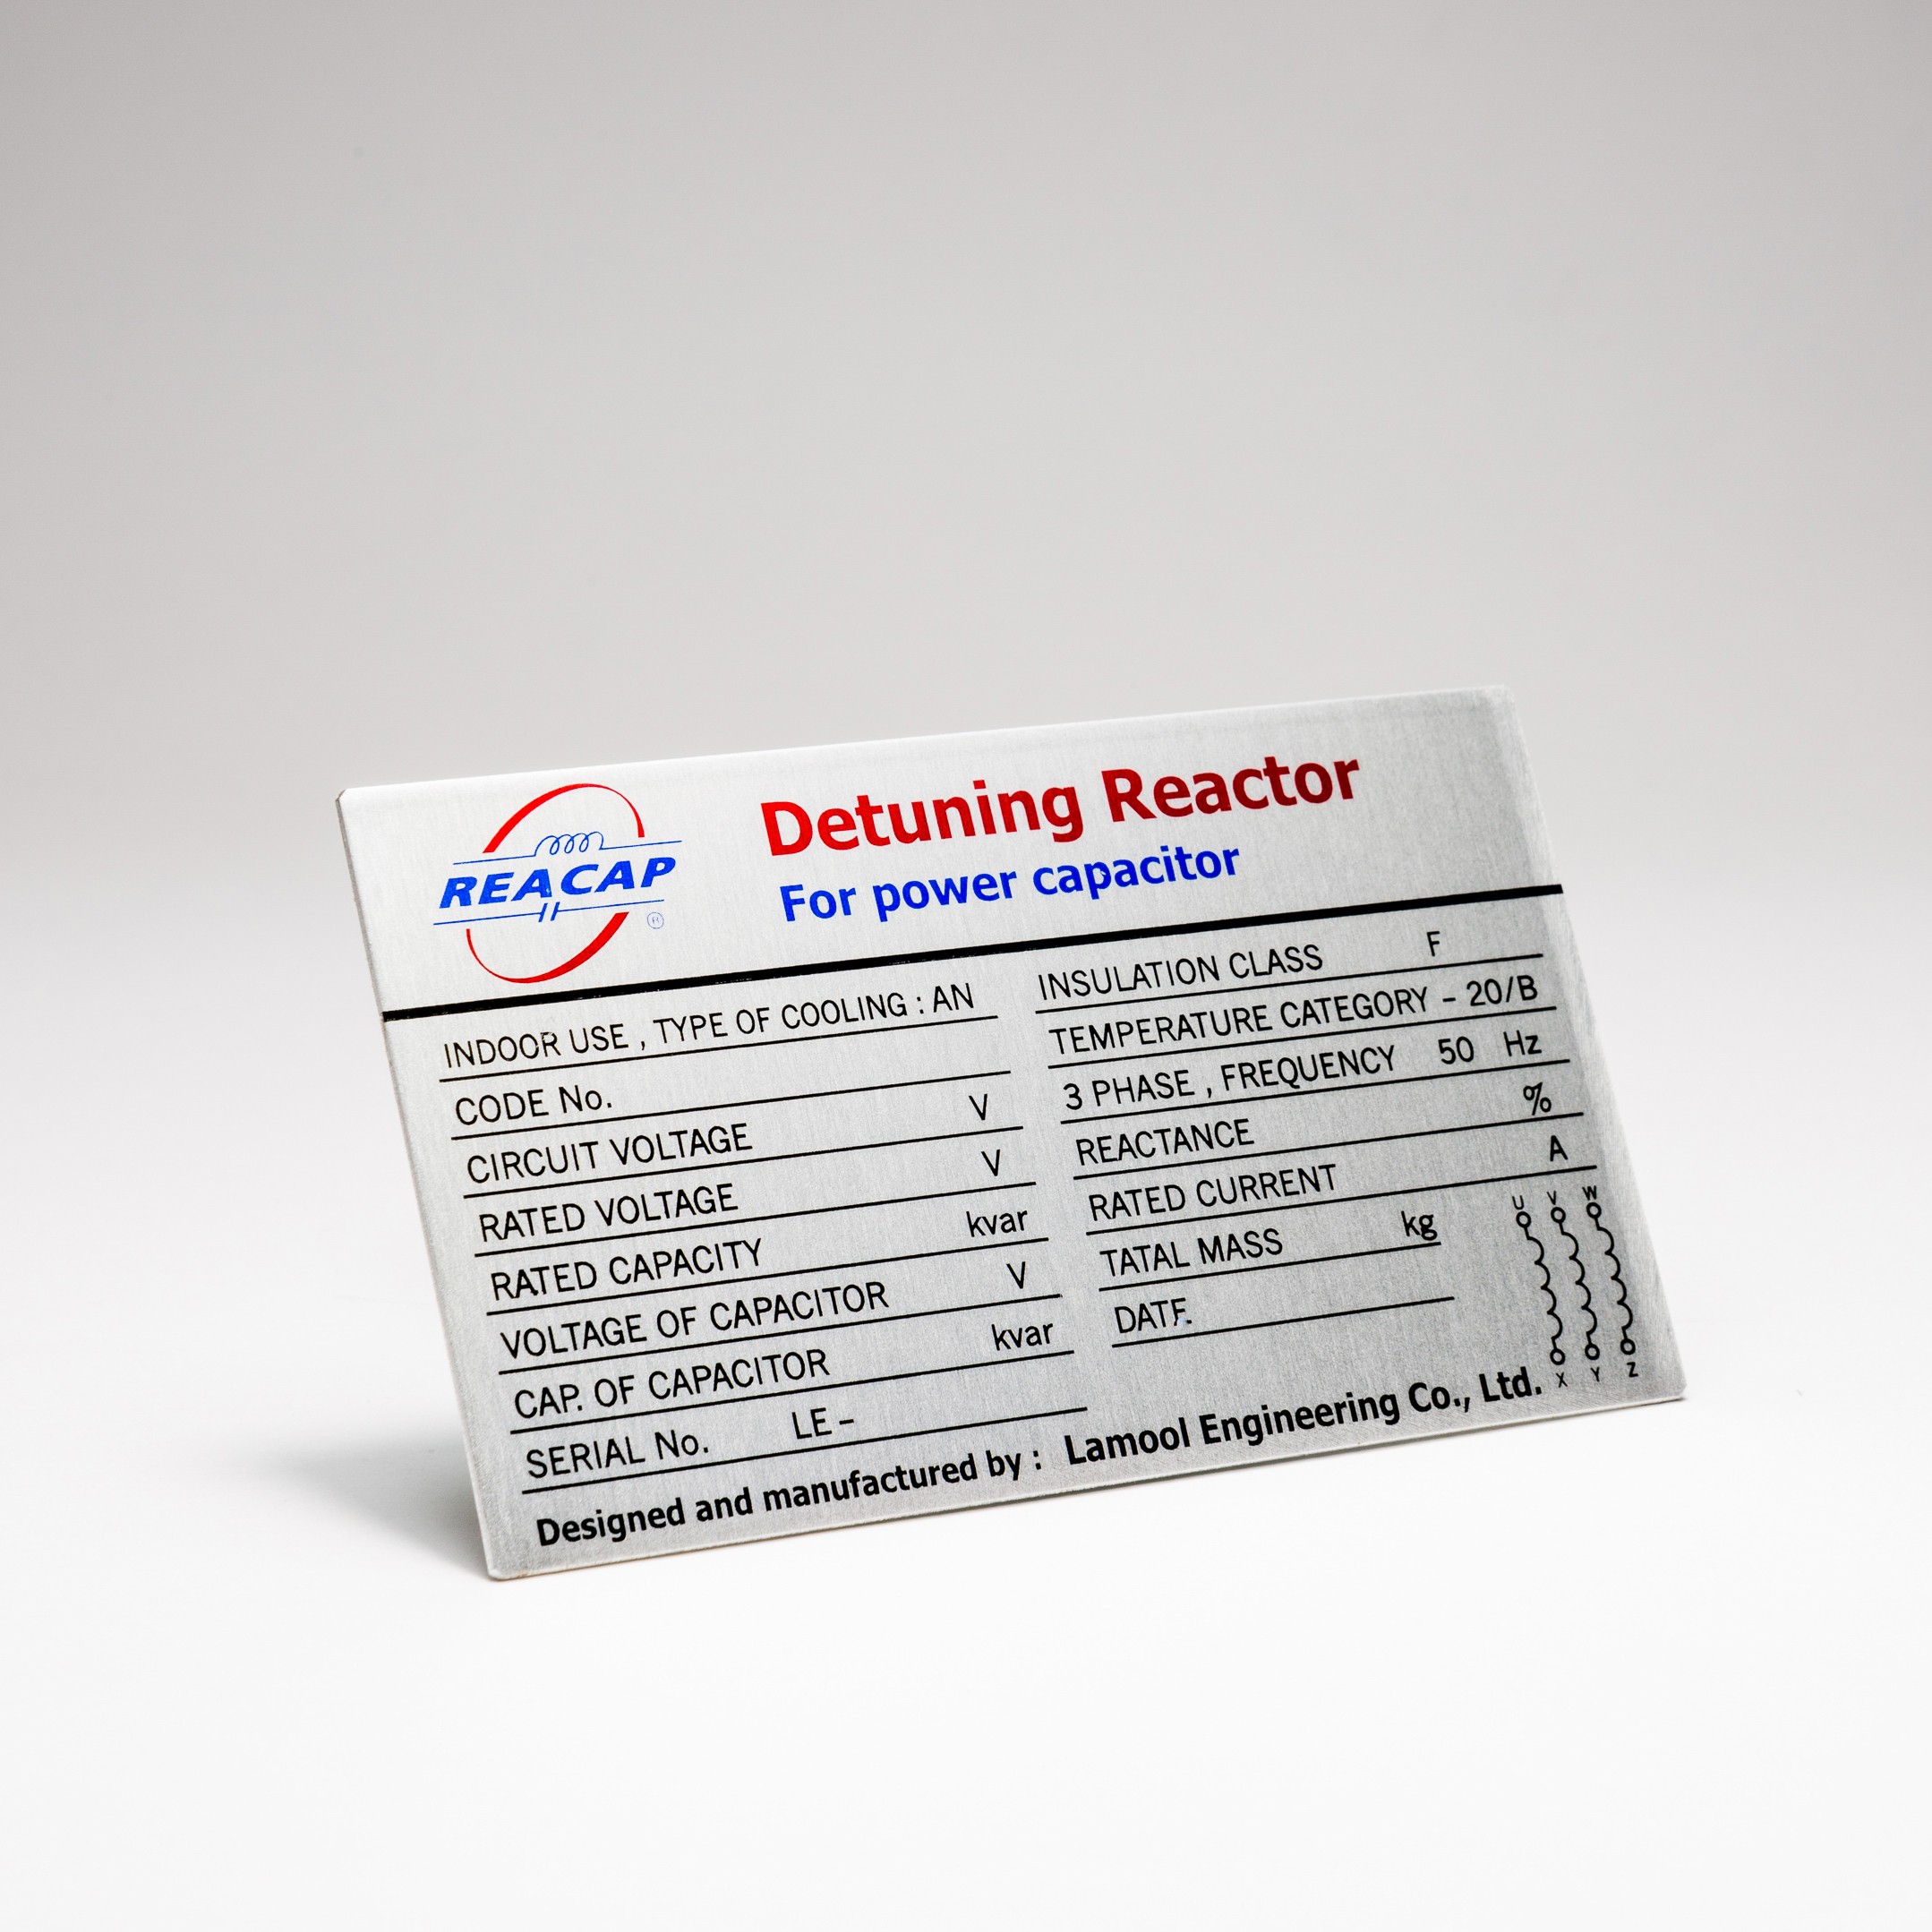 REACAP
®
Detuning Reactor
For power capacitor
INDOOR USE , TYPE OF COOLING : AN
CODE No.
CIRCUIT VOLTAGE V
RATED VOLTAGE V
RATED CAPACITY kvar
VOLTAGE OF CAPACITOR V
CAP. OF CAPACITOR kvar
SERIAL No. LE –
INSULATION CLASS F
TEMPERATURE CATEGORY – 20/B
3 PHASE , FREQUENCY 50 Hz
REACTANCE %
RATED CURRENT A
TATAL MASS kg
DATE.
U V W
X Y Z
Designed and manufactured by : Lamool Engineering Co., Ltd.